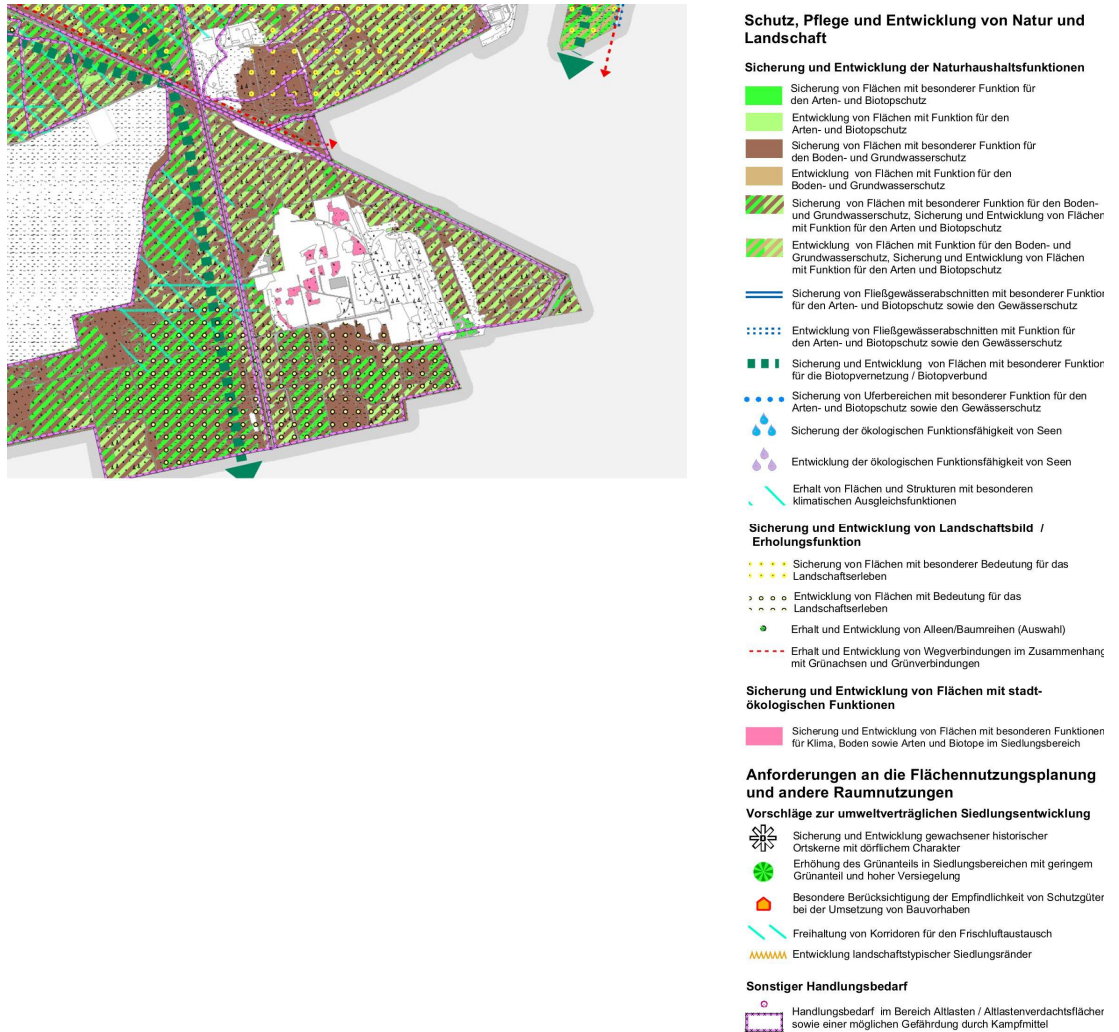 Schutz, Pflege und Entwicklung von Natur und
Landschaft
Sicherung und Entwicklung der Naturhaushaltsfunktionen
Sicherung von Flächen mit besonderer Funktion für
den Arten- und Biotopschutz
Entwicklung von Flächen mit Funktion für den
Arten- und Biotopschutz
Sicherung von Flächen mit besonderer Funktion für
den Boden- und Grundwasserschutz
Entwicklung von Flächen mit Funktion für den
Boden- und Grundwasserschutz
Sicherung von Flächen mit besonderer Funktion für den Boden-
und Grundwasserschutz, Sicherung und Entwicklung von Flächen
mit Funktion für den Arten und Biotopschutz
Entwicklung von Flächen mit Funktion für den Boden- und
Grundwasserschutz, Sicherung und Entwicklung von Flächen
mit Funktion für den Arten und Biotopschutz
Sicherung von Fließgewässerabschnitten mit besonderer Funktion
für den Arten- und Biotopschutz sowie den Gewässerschutz
Entwicklung von Fließgewässerabschnitten mit Funktion für
den Arten- und Biotopschutz sowie den Gewässerschutz
Sicherung und Entwicklung von Flächen mit besonderer Funktion
für die Biotopvernetzung / Biotopverbund
Sicherung von Uferbereichen mit besonderer Funktion für den
Arten- und Biotopschutz sowie den Gewässerschutz
Sicherung der ökologischen Funktionsfähigkeit von Seen
Entwicklung der ökologischen Funktionsfähigkeit von Seen
Erhalt von Flächen und Strukturen mit besonderen
klimatischen Ausgleichsfunktionen
Sicherung und Entwicklung von Landschaftsbild /
Erholungsfunktion
Sicherung von Flächen mit besonderer Bedeutung für das
Landschaftserleben
Entwicklung von Flächen mit Bedeutung für das
Landschaftserleben
Erhalt und Entwicklung von Alleen/Baumreihen (Auswahl)
Erhalt und Entwicklung von Wegverbindungen im Zusammenhang
mit Grünachsen und Grünverbindungen
Sicherung und Entwicklung von Flächen mit stadt-
ökologischen Funktionen
Sicherung und Entwicklung von Flächen mit besonderen Funktionen
für Klima, Boden sowie Arten und Biotope im Siedlungsbereich
Anforderungen an die Flächennutzungsplanung
und andere Raumnutzungen
Vorschläge zur umweltverträglichen Siedlungsentwicklung
Sicherung und Entwicklung gewachsener historischer
Ortskerne mit dörflichem Charakter
Erhöhung des Grünanteils in Siedlungsbereichen mit geringem
Grünanteil und hoher Versiegelung
Besondere Berücksichtigung der Empfindlichkeit von Schutzgüter
bei der Umsetzung von Bauvorhaben
Freihaltung von Korridoren für den Frischluftaustausch
Entwicklung landschaftstypischer Siedlungsränder
Sonstiger Handlungsbedarf
Handlungsbedarf im Bereich Altlasten / Altlastenverdachtsflächen
sowie einer möglichen Gefährdung durch Kampfmittel